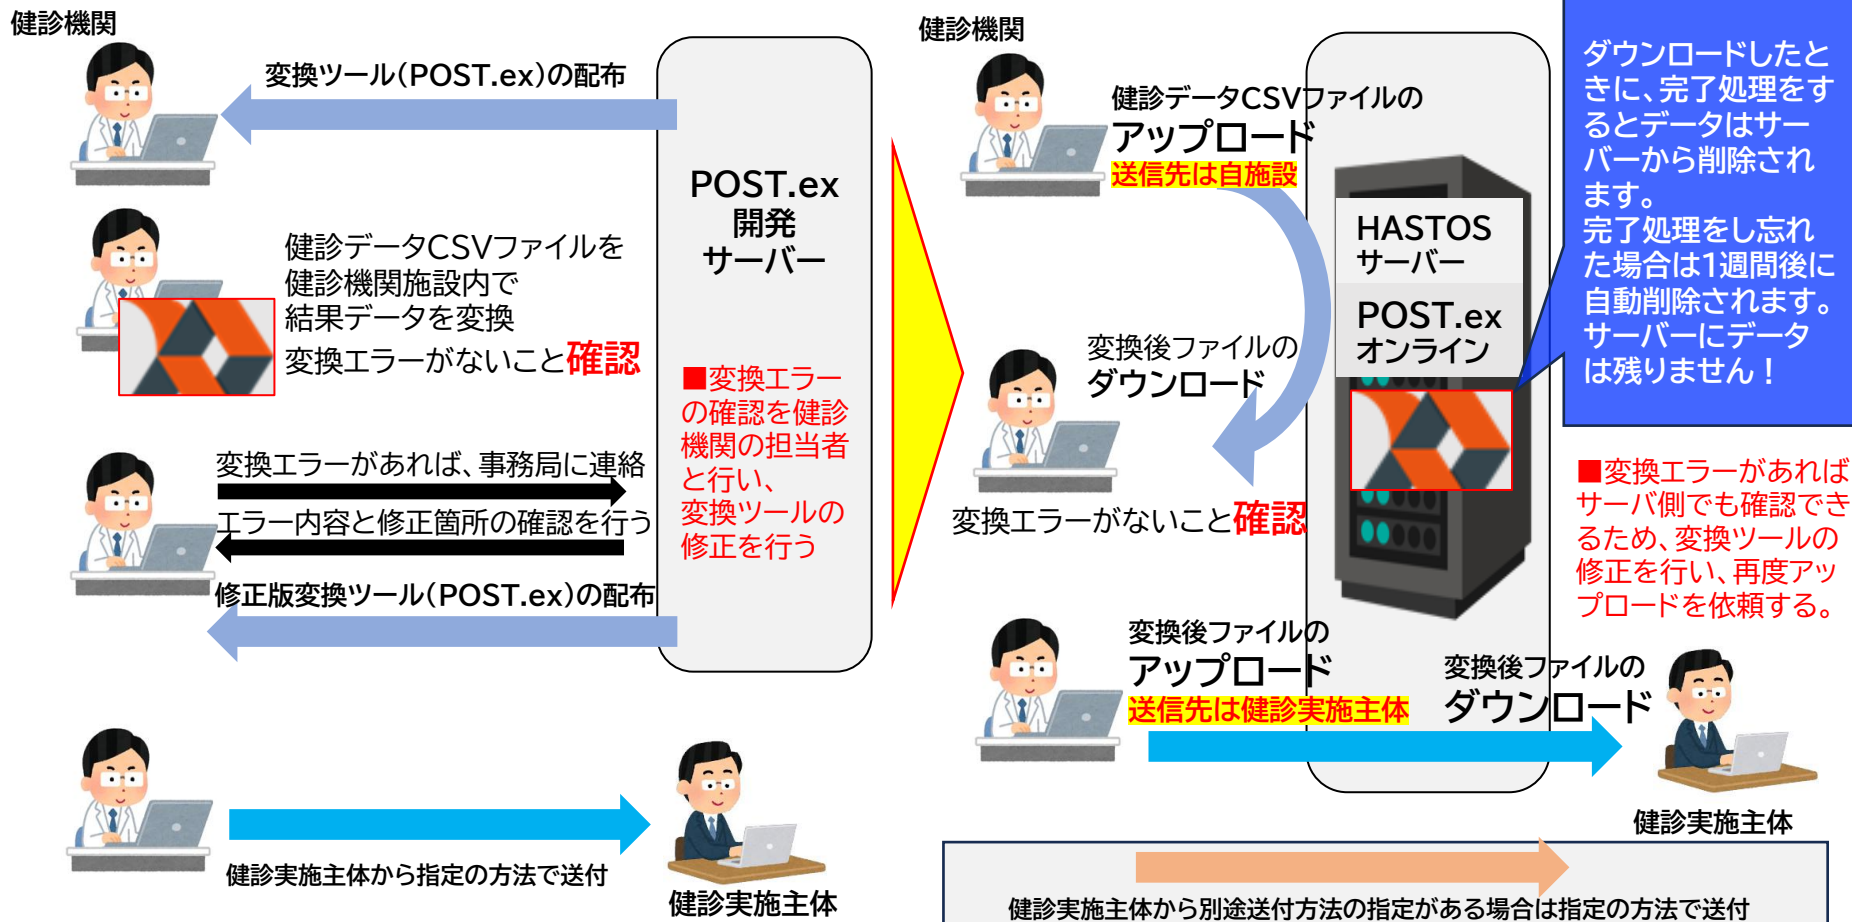 健診機関
変換ツール(POST.ex)の配布
健診データCSVファイルを
健診機関施設内で
結果データを変換
変換エラーがないこと確認
変換エラーがあれば、事務局に連絡
エラー内容と修正箇所の確認を行う
修正版変換ツール(POST.ex)の配布
POST.ex
開発
サーバー
■変換エラー
の確認を健診
機関の担当者
と行い、
変換ツールの
修正を行う
健診実施主体から指定の方法で送付
健診実施主体
健診機関
健診データCSVファイルの
アップロード
送信先は自施設
HASTOS
サーバー
POST.ex
オンライン
変換後ファイルの
ダウンロード
変換エラーがないこと確認
変換後ファイルの
アップロード
送信先は健診実施主体
変換後ファイルの
ダウンロード
健診実施主体
ダウンロードしたと
きに、完了処理をす
るとデータはサー
バーから削除され
ます。
完了処理をし忘れ
た場合は1週間後に
自動削除されます。
サーバーにデータ
は残りません！
■変換エラーがあれば
サーバ側でも確認でき
るため、変換ツールの
修正を行い、再度アッ
プロードを依頼する。
健診実施主体から別途送付方法の指定がある場合は指定の方法で送付